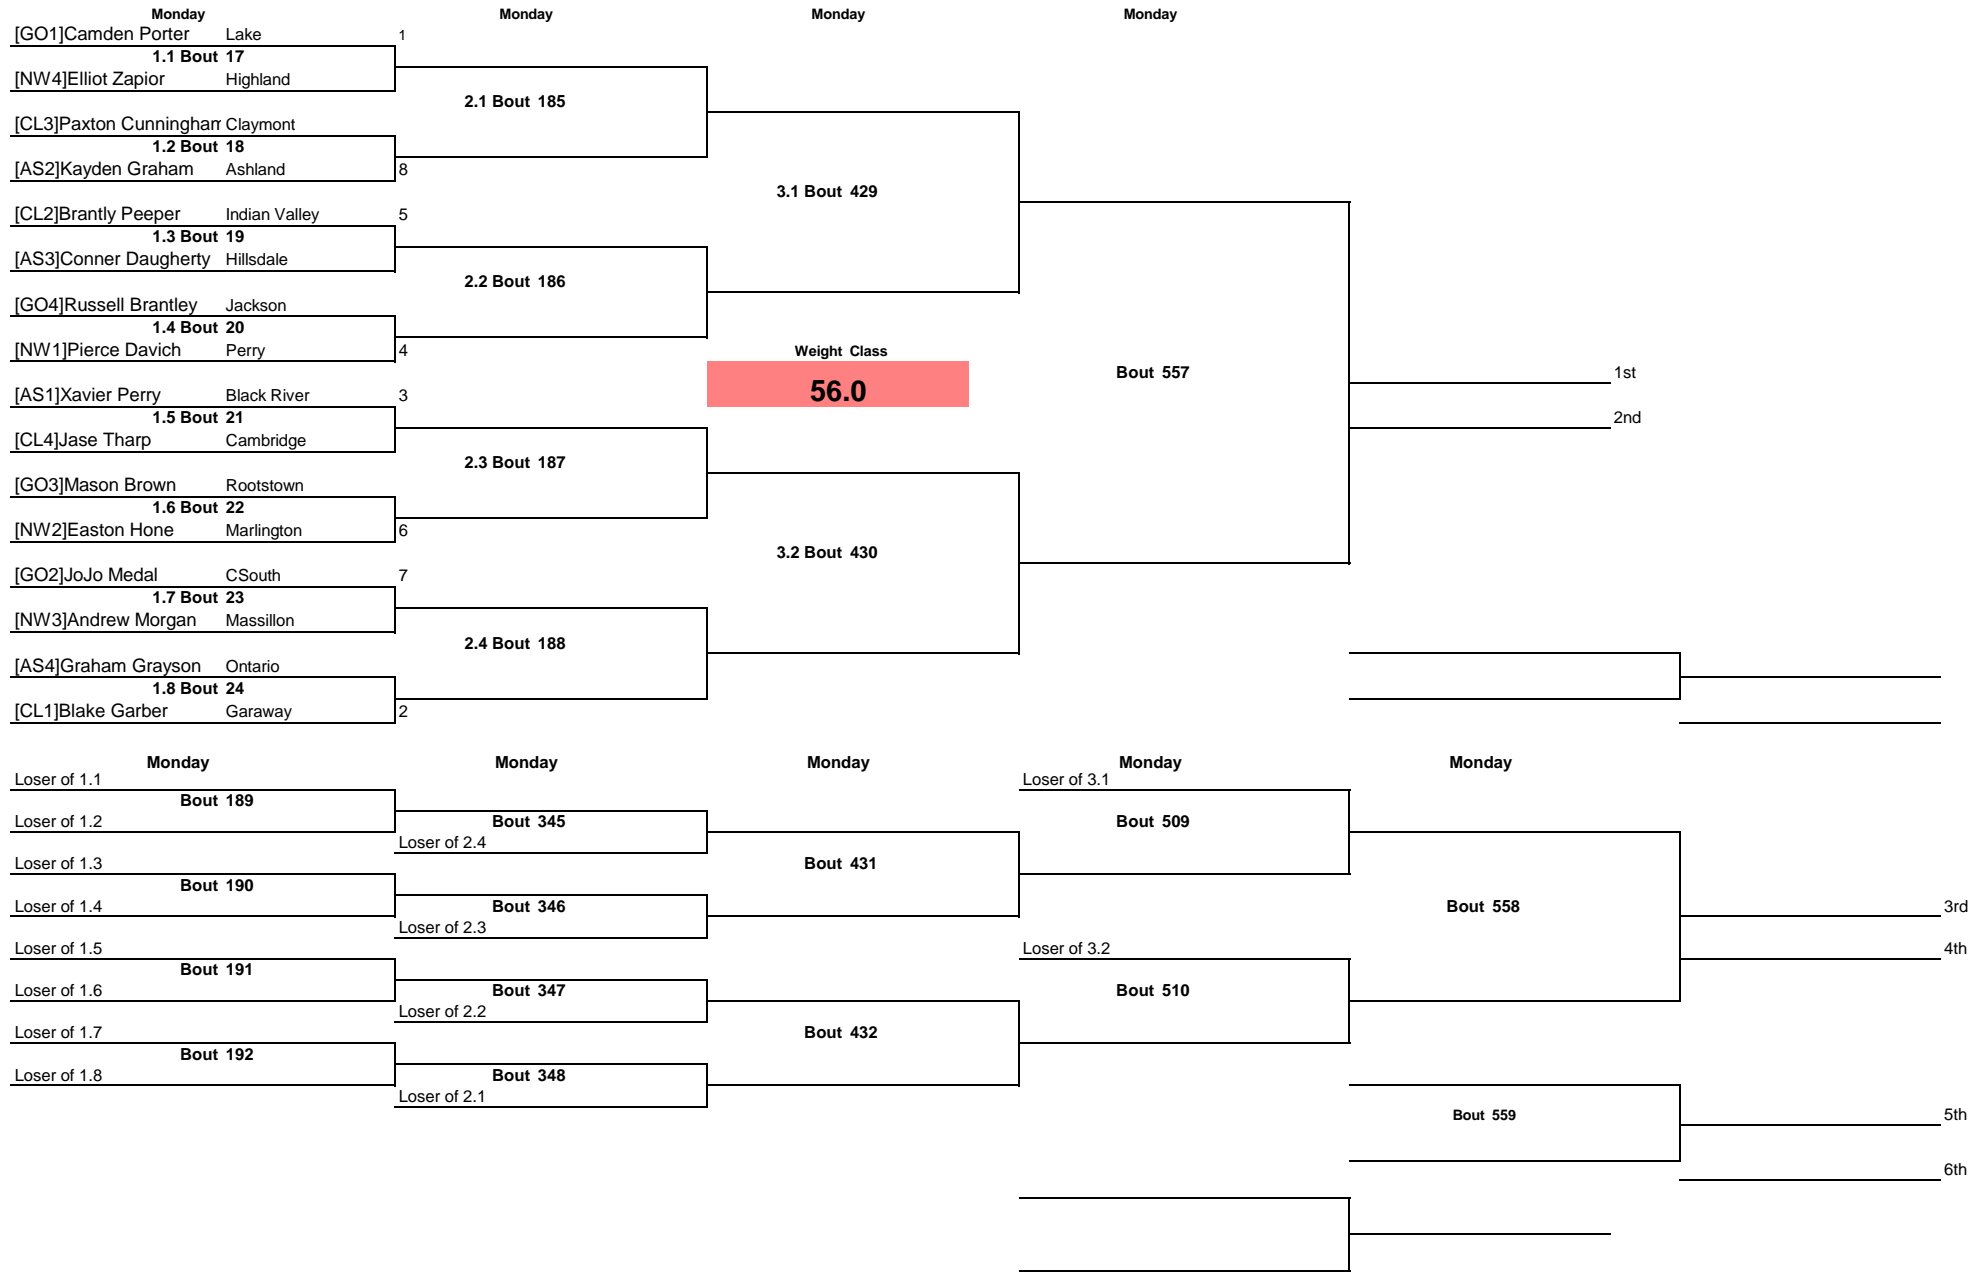 Monday Monday Monday Monday
[GO1]Camden Porter Lake 1
1.1 Bout 17
[NW4]Elliot Zapior Highland
2.1 Bout 185
[CL3]Paxton Cunningham Claymont
1.2 Bout 18
[AS2]Kayden Graham Ashland 8
3.1 Bout 429
[CL2]Brantly Peeper Indian Valley 5
1.3 Bout 19
[AS3]Conner Daugherty Hillsdale
2.2 Bout 186
[GO4]Russell Brantley Jackson
1.4 Bout 20
[NW1]Pierce Davich Perry 4
Weight Class
Bout 557 1st
56.0
[AS1]Xavier Perry Black River 3
1.5 Bout 21 2nd
[CL4]Jase Tharp Cambridge
2.3 Bout 187
[GO3]Mason Brown Rootstown
1.6 Bout 22
[NW2]Easton Hone Marlington 6
3.2 Bout 430
[GO2]JoJo Medal CSouth 7
1.7 Bout 23
[NW3]Andrew Morgan Massillon
2.4 Bout 188
[AS4]Graham Grayson Ontario
1.8 Bout 24
[CL1]Blake Garber Garaway 2
Monday Monday Monday Monday Monday
Loser of 1.1 Loser of 3.1
Bout 189
Loser of 1.2 Bout 345 Bout 509
Loser of 2.4
Loser of 1.3 Bout 431
Bout 190
Loser of 1.4 Bout 346 Bout 558 3rd
Loser of 2.3
Loser of 1.5 Loser of 3.2 4th
Bout 191
Loser of 1.6 Bout 347 Bout 510
Loser of 2.2
Loser of 1.7 Bout 432
Bout 192
Loser of 1.8 Bout 348
Loser of 2.1
Bout 559 5th
6th